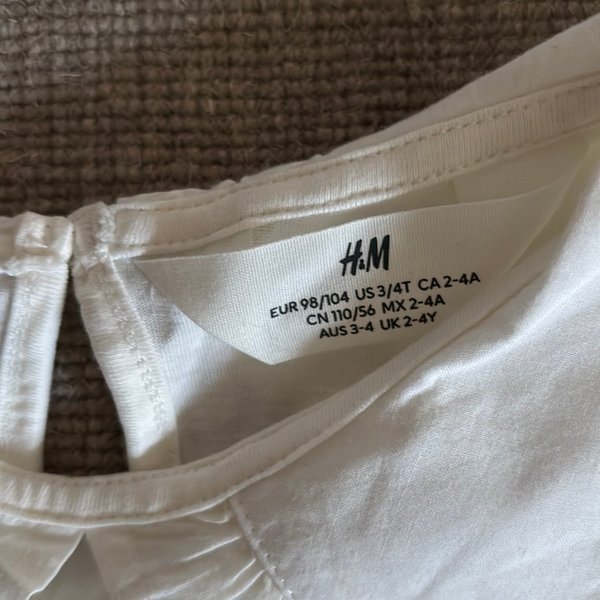 H&M
EUR 98/104 US 3/4T CA 2-4A
CN 110/56 MX 2-4A
AUS 3-4 UK 2-4Y